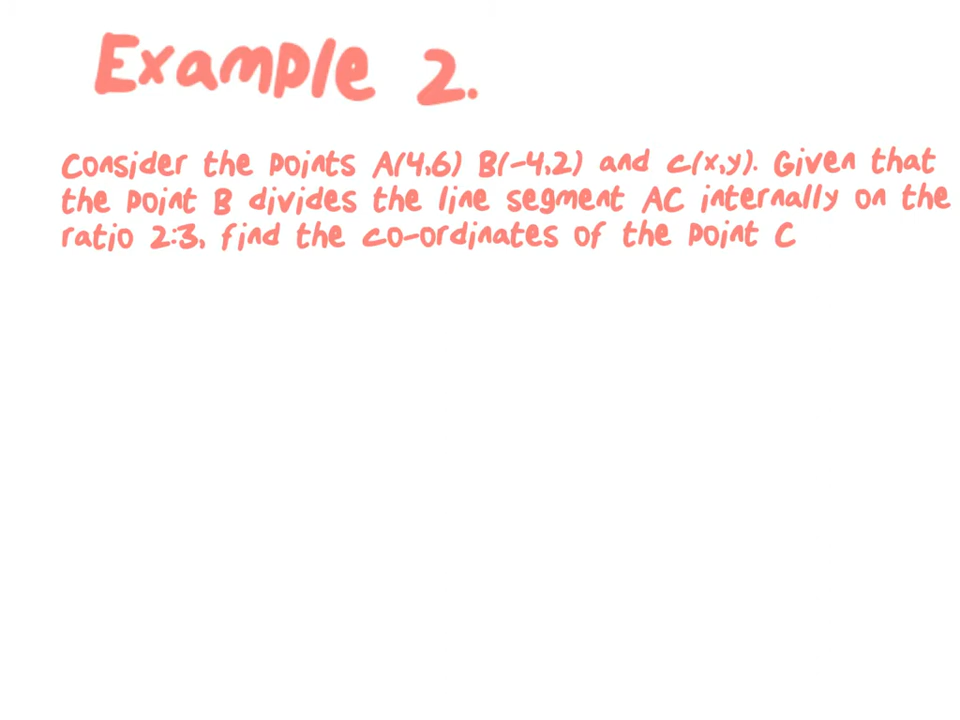 Example 2.
Consider the points A(4,6) B(-4,2) and c(x,y). Given that
the point B divides the line segment AC internally on the
ratio 2:3, find the co-ordinates of the point C